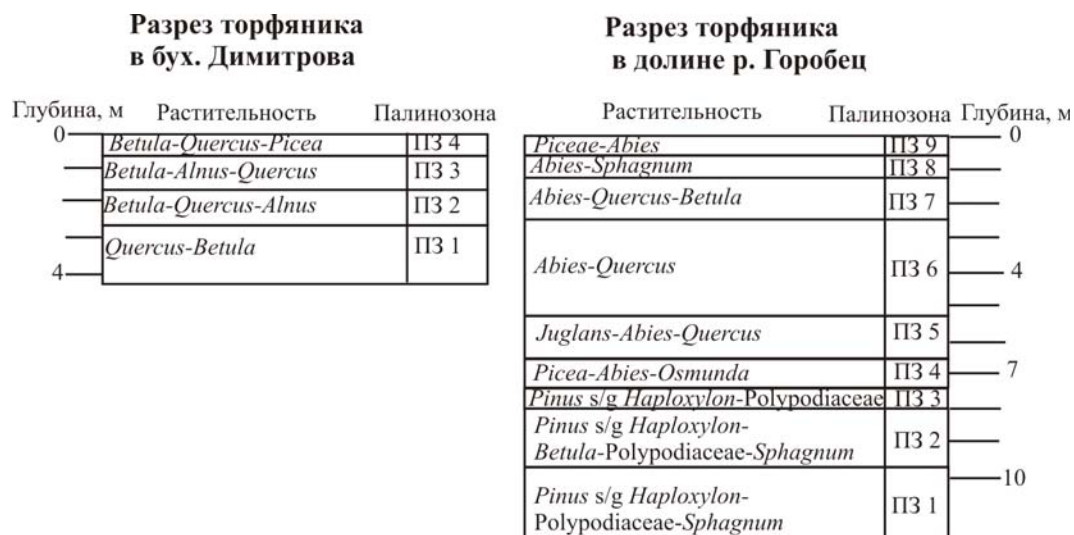 Разрез торфяника
в бух. Димитрова
Глубина, м Растительность Палинозона
0 Betula-Quercus-Picea ПЗ 4
Betula-Alnus-Quercus ПЗ 3
Betula-Quercus-Alnus ПЗ 2
Quercus-Betula ПЗ 1
4
Разрез торфяника
в долине р. Горобец
Растительность Палинозона Глубина, м
Piceae-Abies ПЗ 9 0
Abies-Sphagnum ПЗ 8
Abies-Quercus-Betula ПЗ 7
Abies-Quercus ПЗ 6 4
Juglans-Abies-Quercus ПЗ 5
Picea-Abies-Osmunda ПЗ 4 7
Pinus s/g Haploxylon-Polypodiaceae ПЗ 3
Pinus s/g Haploxylon-
Betula-Polypodiaceae-Sphagnum ПЗ 2
10
Pinus s/g Haploxylon-
Polypodiaceae-Sphagnum ПЗ 1